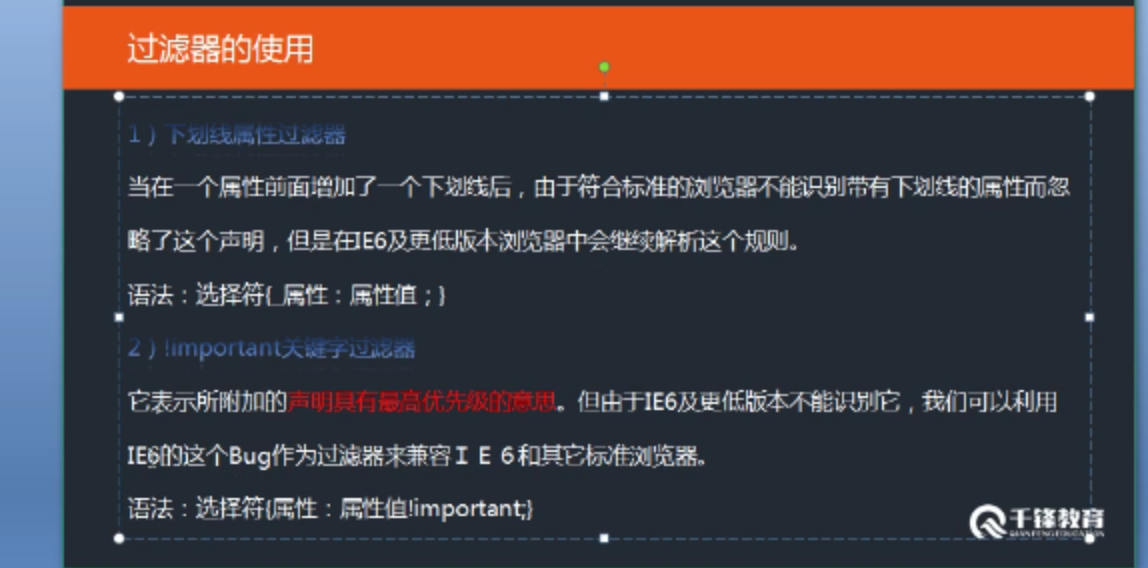 过滤器的使用
1）下划线属性过滤器
当在一个属性前面增加了一个下划线后，由于符合标准的浏览器不能识别带有下划线的属性而忽
略了这个声明，但是在IE6及更低版本浏览器中会继续解析这个规则。
语法：选择符{_属性：属性值；}
2）!important关键字过滤器
它表示所附加的声明具有最高优先级的意思。但由于IE6及更低版本不能识别它，我们可以利用
IE6的这个Bug作为过滤器来兼容ＩＥ６和其它标准浏览器。
语法：选择符{属性：属性值!important;}
千锋教育